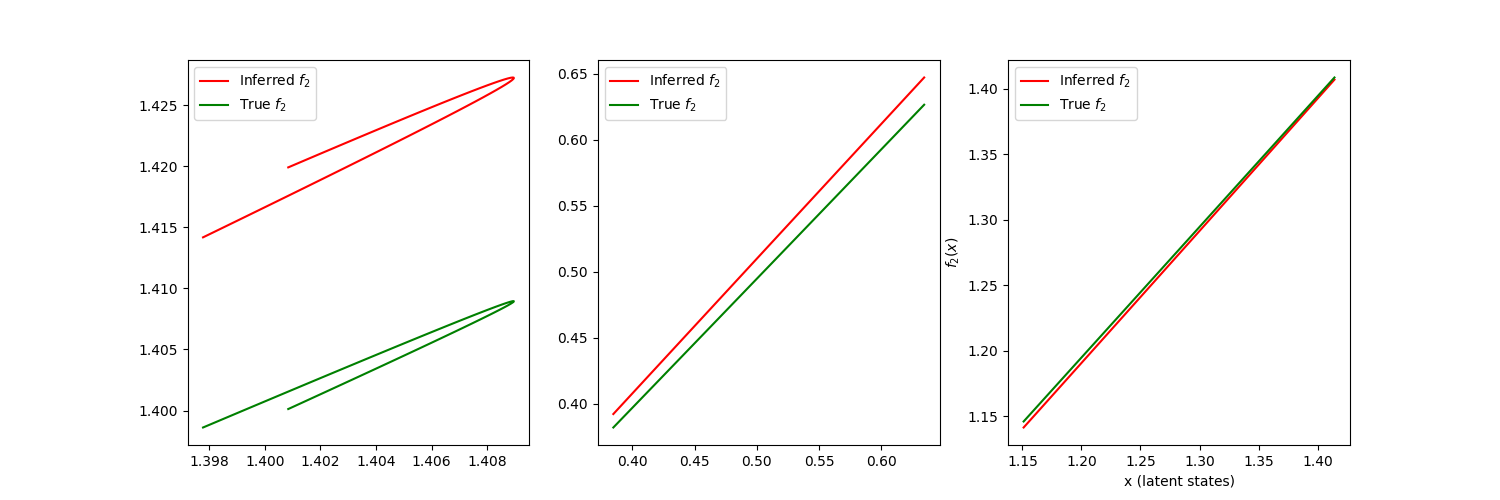 Inferred f₂
True f₂
1.425
1.420
1.415
1.410
1.405
1.400
1.398 1.400 1.402 1.404 1.406 1.408
Inferred f₂
True f₂
0.65
0.60
0.55
0.50
0.45
0.40
0.40 0.45 0.50 0.55 0.60
Inferred f₂
True f₂
f₂(x)
1.40
1.35
1.30
1.25
1.20
1.15
1.15 1.20 1.25 1.30 1.35 1.40
x (latent states)